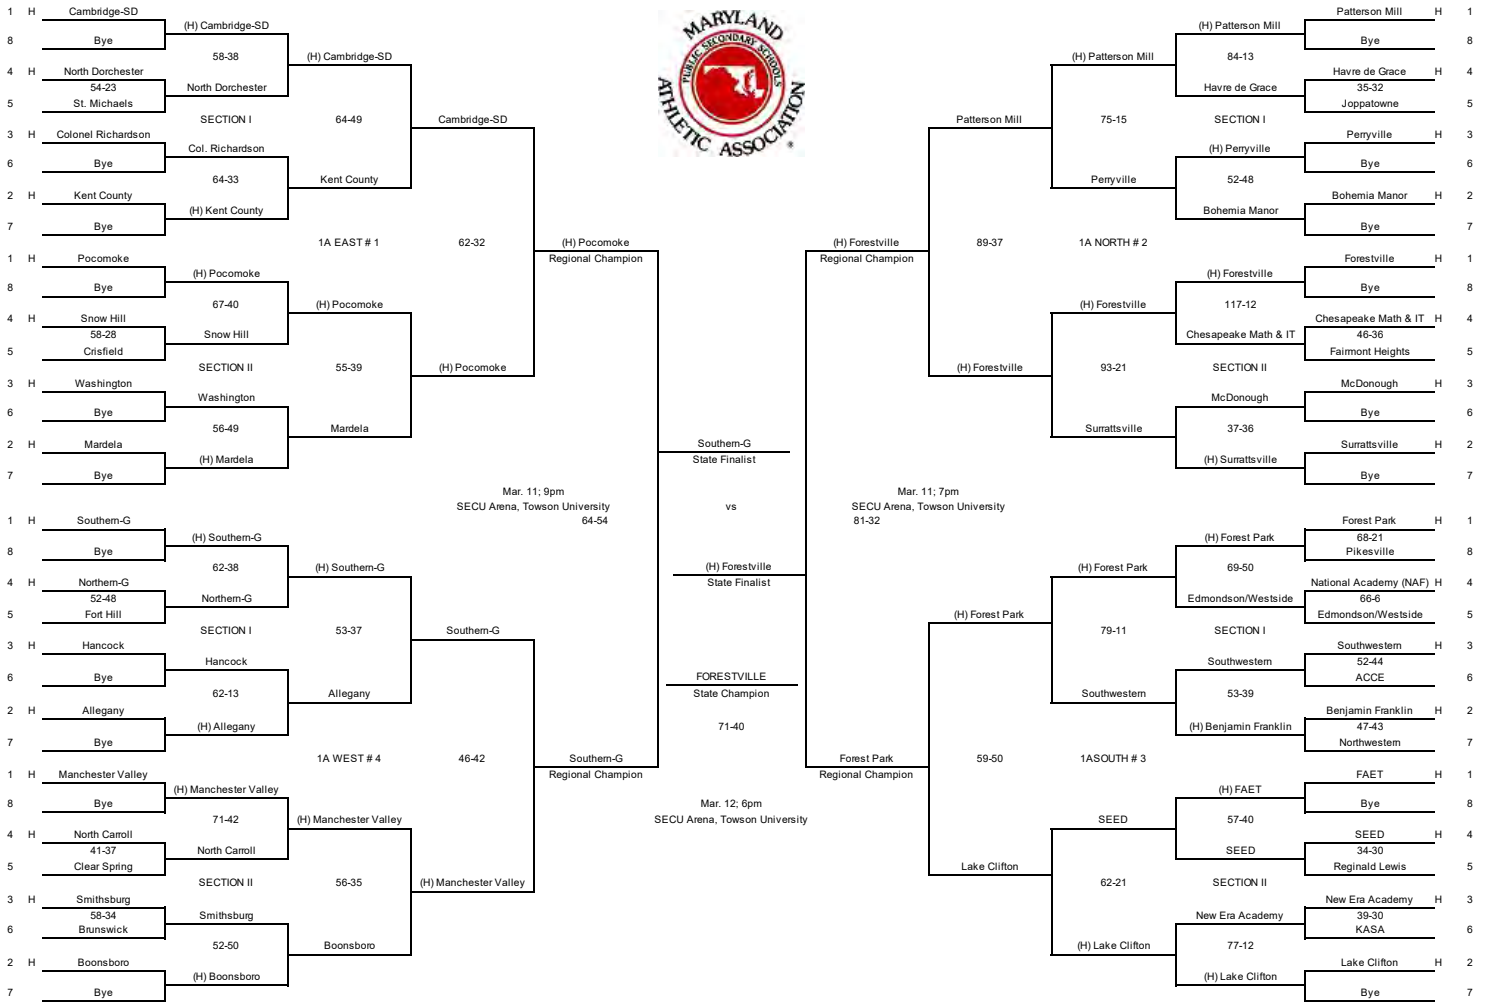 MARYLAND
PUBLIC SECONDARY SCHOOLS
ATHLETIC ASSOCIATION
®
1 H Cambridge-SD
(H) Cambridge-SD
8 Bye
58-38
(H) Cambridge-SD
4 H North Dorchester
54-23
North Dorchester
5 St. Michaels
SECTION I
64-49
Cambridge-SD
3 H Colonel Richardson
Col. Richardson
6 Bye
64-33
Kent County
2 H Kent County
(H) Kent County
7 Bye
1A EAST # 1
62-32
(H) Pocomoke
Regional Champion
1 H Pocomoke
(H) Pocomoke
8 Bye
67-40
(H) Pocomoke
4 H Snow Hill
58-28
Snow Hill
5 Crisfield
SECTION II
55-39
(H) Pocomoke
3 H Washington
Washington
6 Bye
56-49
Mardela
2 H Mardela
(H) Mardela
7 Bye
Mar. 11; 9pm
SECU Arena, Towson University
64-54
1 H Southern-G
(H) Southern-G
8 Bye
62-38
(H) Southern-G
4 H Northern-G
52-48
Northern-G
5 Fort Hill
SECTION I
53-37
Southern-G
3 H Hancock
Hancock
6 Bye
62-13
Allegany
2 H Allegany
(H) Allegany
7 Bye
1A WEST # 4
46-42
Southern-G
Regional Champion
1 H Manchester Valley
(H) Manchester Valley
8 Bye
71-42
(H) Manchester Valley
4 H North Carroll
41-37
North Carroll
5 Clear Spring
SECTION II
56-35
(H) Manchester Valley
3 H Smithsburg
58-34
Smithsburg
6 Brunswick
52-50
Boonsboro
2 H Boonsboro
(H) Boonsboro
7 Bye
Southern-G
State Finalist
vs
(H) Forestville
State Finalist
FORESTVILLE
State Champion
71-40
Mar. 12; 6pm
SECU Arena, Towson University
Patterson Mill H 1
(H) Patterson Mill
Bye 8
84-13
(H) Patterson Mill
Havre de Grace H 4
35-32
Havre de Grace
Joppatowne 5
SECTION I
75-15
Patterson Mill
Perryville H 3
(H) Perryville
Bye 6
52-48
Perryville
Bohemia Manor H 2
Bohemia Manor
Bye 7
1A NORTH # 2
89-37
(H) Forestville
Regional Champion
Forestville H 1
(H) Forestville
Bye 8
117-12
(H) Forestville
Chesapeake Math & IT H 4
46-36
Chesapeake Math & IT
Fairmont Heights 5
SECTION II
93-21
(H) Forestville
McDonough H 3
McDonough
Bye 6
37-36
Surrattsville
Surrattsville H 2
(H) Surrattsville
Bye 7
Mar. 11; 7pm
SECU Arena, Towson University
81-32
Forest Park H 1
68-21
(H) Forest Park
Pikesville 8
69-50
(H) Forest Park
National Academy (NAF) H 4
66-6
Edmondson/Westside
Edmondson/Westside 5
SECTION I
79-11
(H) Forest Park
Southwestern H 3
52-44
Southwestern
ACCE 6
53-39
Southwestern
Benjamin Franklin H 2
47-43
(H) Benjamin Franklin
Northwestern 7
1ASOUTH # 3
59-50
Forest Park
Regional Champion
FAET H 1
(H) FAET
Bye 8
57-40
SEED
SEED H 4
34-30
SEED
Reginald Lewis 5
SECTION II
62-21
Lake Clifton
New Era Academy H 3
39-30
New Era Academy
KASA 6
77-12
(H) Lake Clifton
Lake Clifton H 2
(H) Lake Clifton
Bye 7